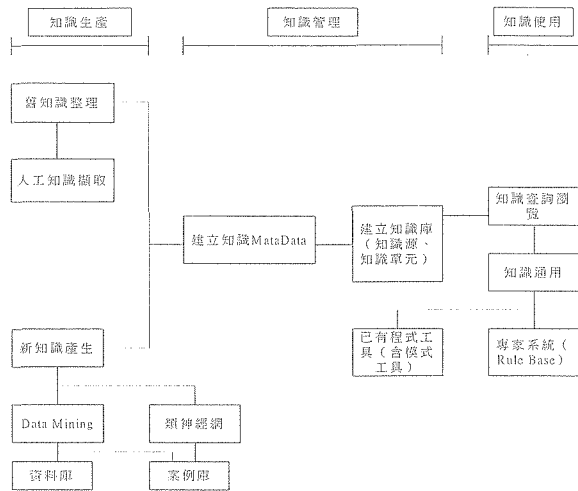 知識生產
知識管理
知識使用
舊知識整理
人工知識擷取
建立知識MataData
建立知識庫
(知識源、
知識單元)
知識查詢瀏
覽
知識通用
已有程式工
具(含模式
工具)
專家系統(
Rule Base)
新知識產生
Data Mining
類神經網
資料庫
案例庫